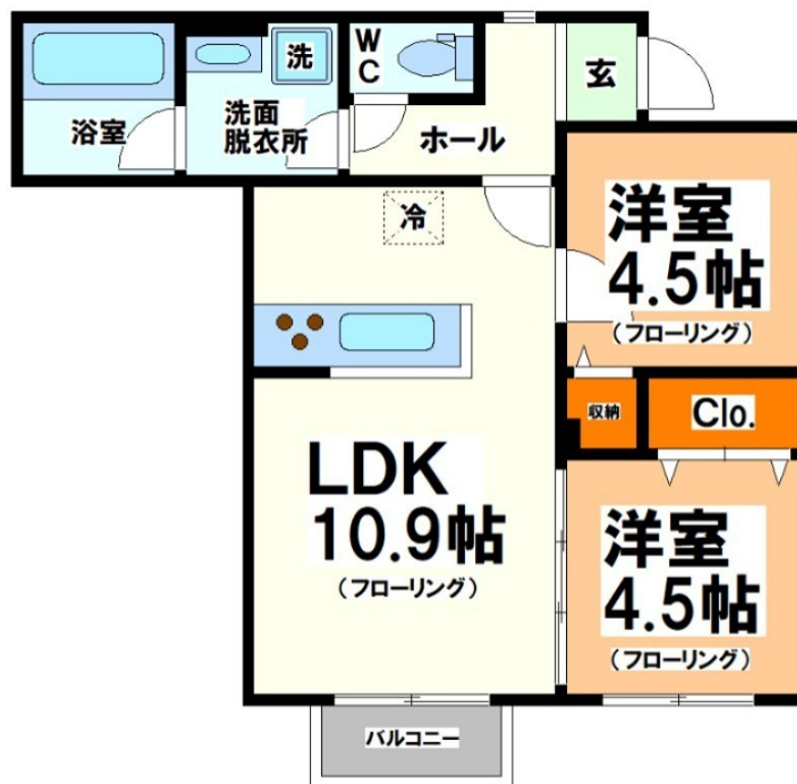 浴室
洗
洗面
脱衣所
W
C
ホール
玄
冷
洋室
4.5帖
(フローリング)
収納
Clo.
LDK
10.9帖
(フローリング)
洋室
4.5帖
(フローリング)
バルコニー